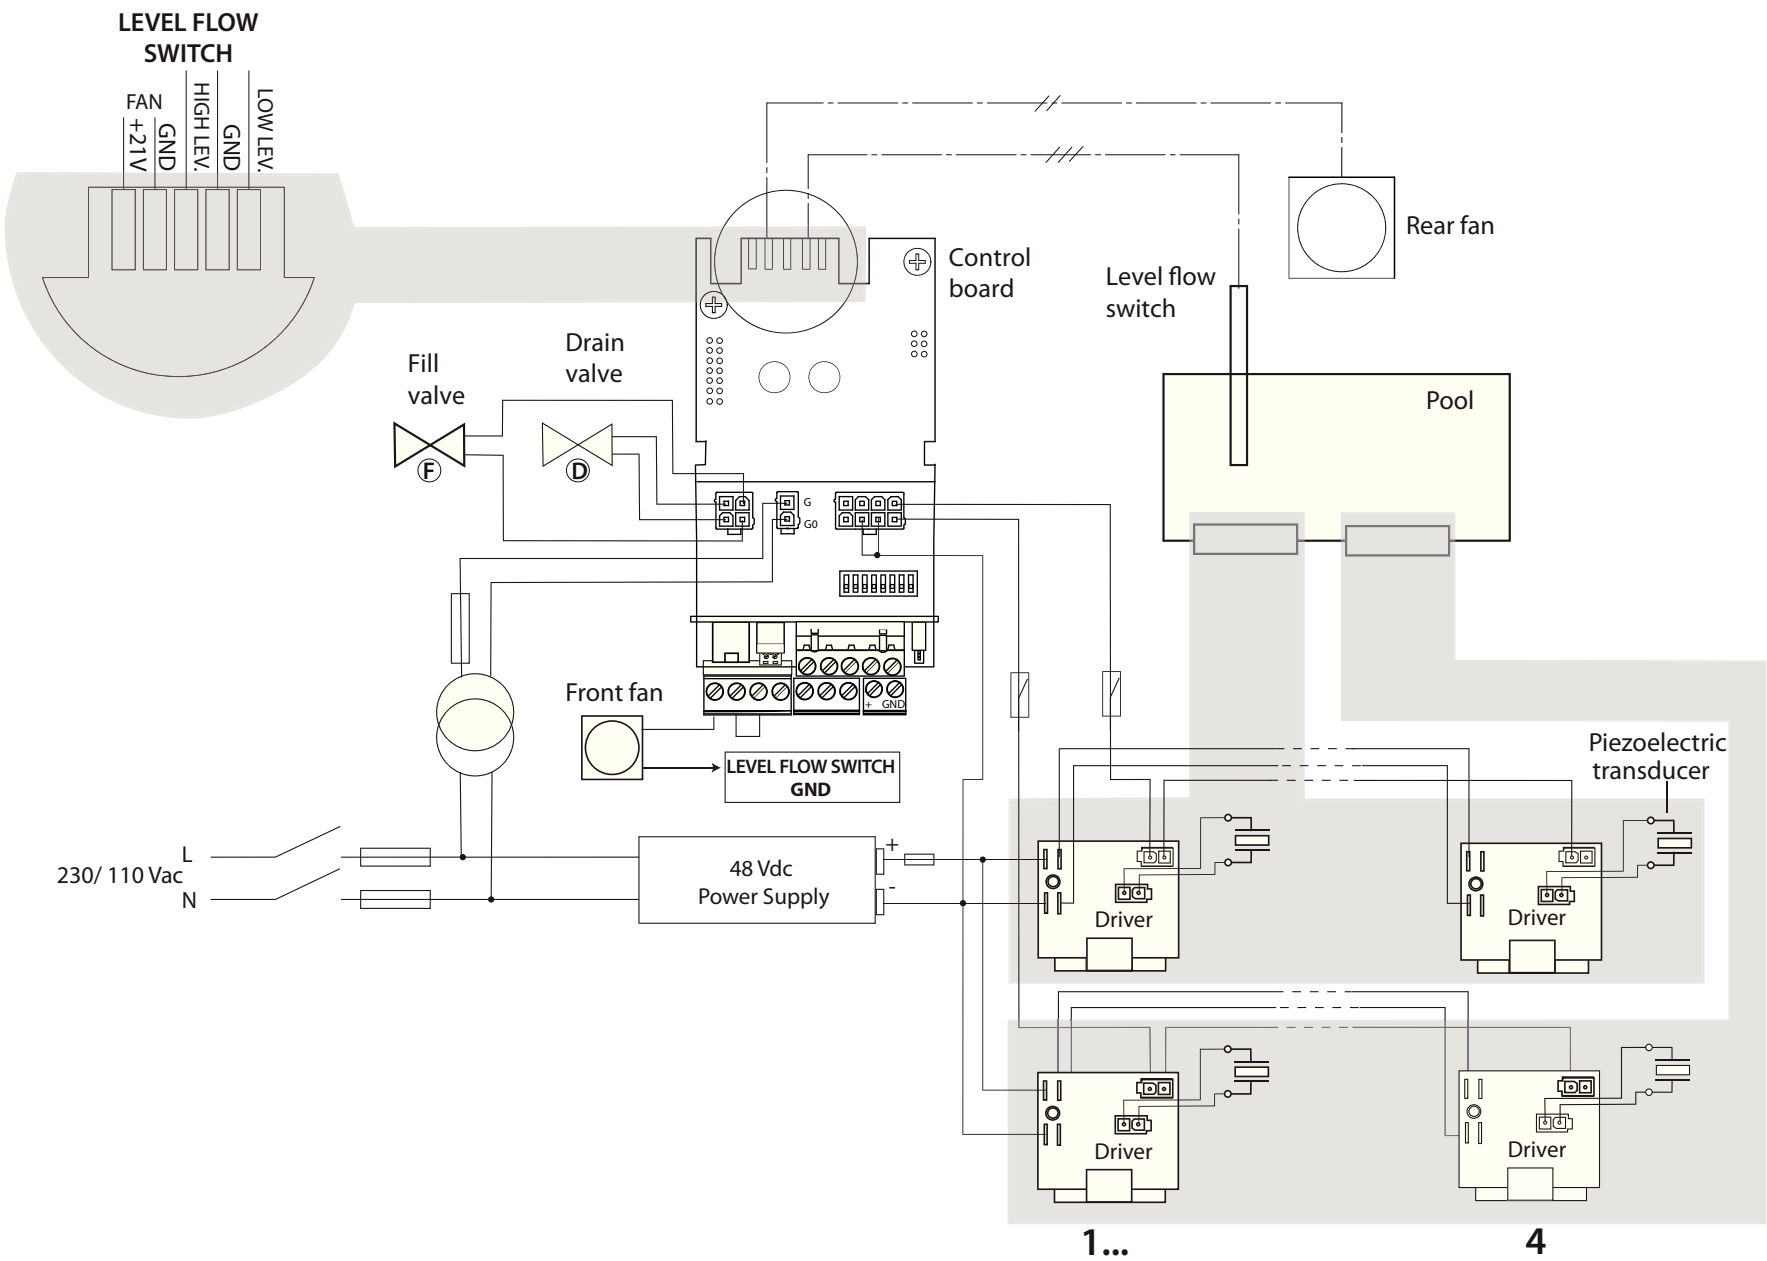 LEVEL FLOW
SWITCH
FAN
+21V
GND
HIGH LEV.
GND
LOW LEV.
Rear fan
Control
board
Level flow
switch
Drain
valve
Fill
valve
Pool
F
D
G
G0
Front fan
+ GND
LEVEL FLOW SWITCH
GND
Piezoelectric
transducer
L
230/ 110 Vac
N
48 Vdc
Power Supply
+
-
Driver
Driver
Driver
Driver
1...
4